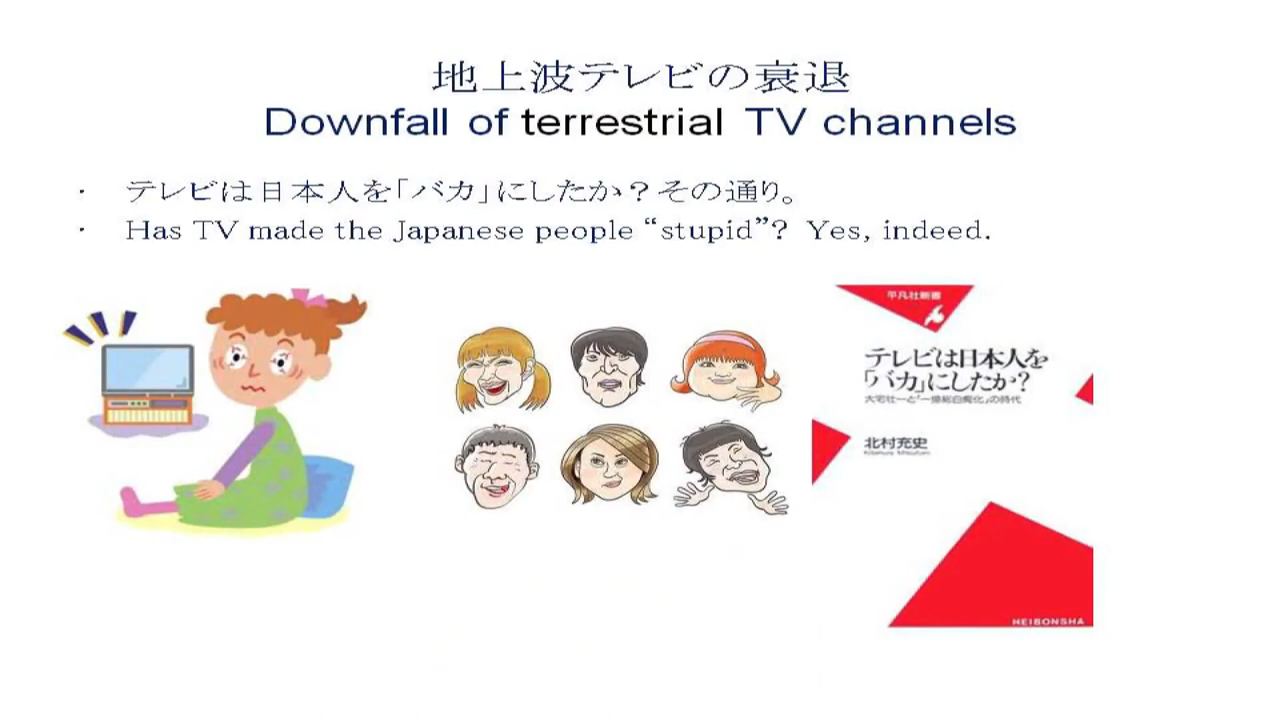 地上波テレビの衰退
Downfall of terrestrial TV channels
・ テレビは日本人を「バカ」にしたか？その通り。
・ Has TV made the Japanese people “stupid”? Yes, indeed.
平凡社新書
テレビは日本人を
「バカ」にしたか?
大宅壮一と「一億総白痴化」の時代
北村充史
Kitamura Mitsufumi
HEIBONSHA